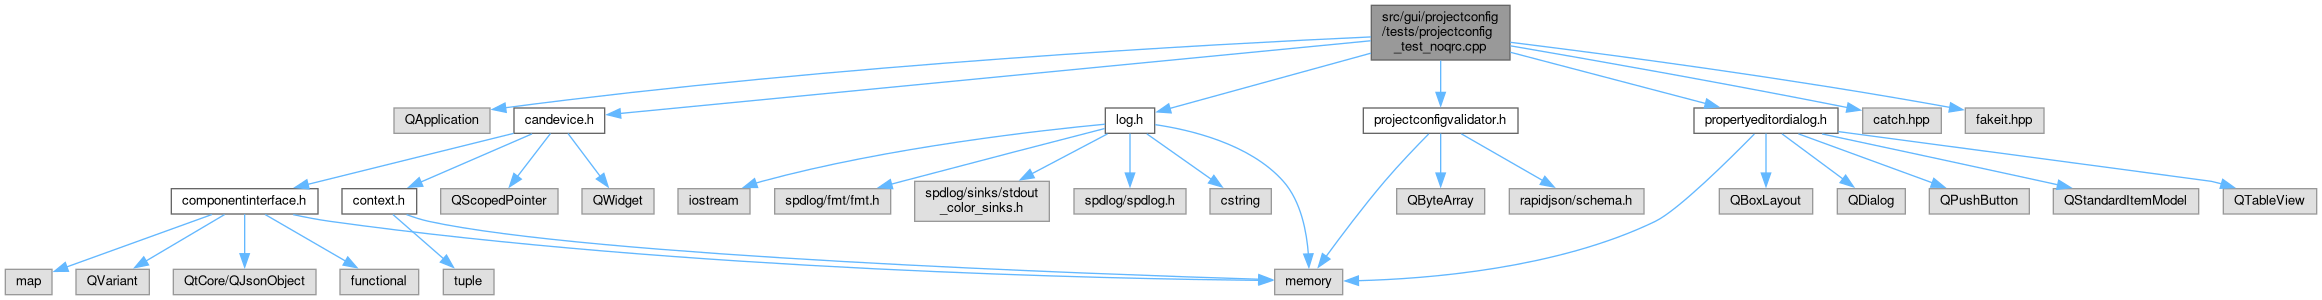 src/gui/projectconfig
/tests/projectconfig
_test_noqrc.cpp
QApplication
candevice.h
log.h
projectconfigvalidator.h
propertyeditordialog.h
catch.hpp
fakeit.hpp
componentinterface.h
context.h
QScopedPointer
QWidget
iostream
spdlog/fmt/fmt.h
spdlog/sinks/stdout
_color_sinks.h
spdlog/spdlog.h
cstring
QByteArray
rapidjson/schema.h
QBoxLayout
QDialog
QPushButton
QStandardItemModel
QTableView
map
QVariant
QtCore/QJsonObject
functional
tuple
memory